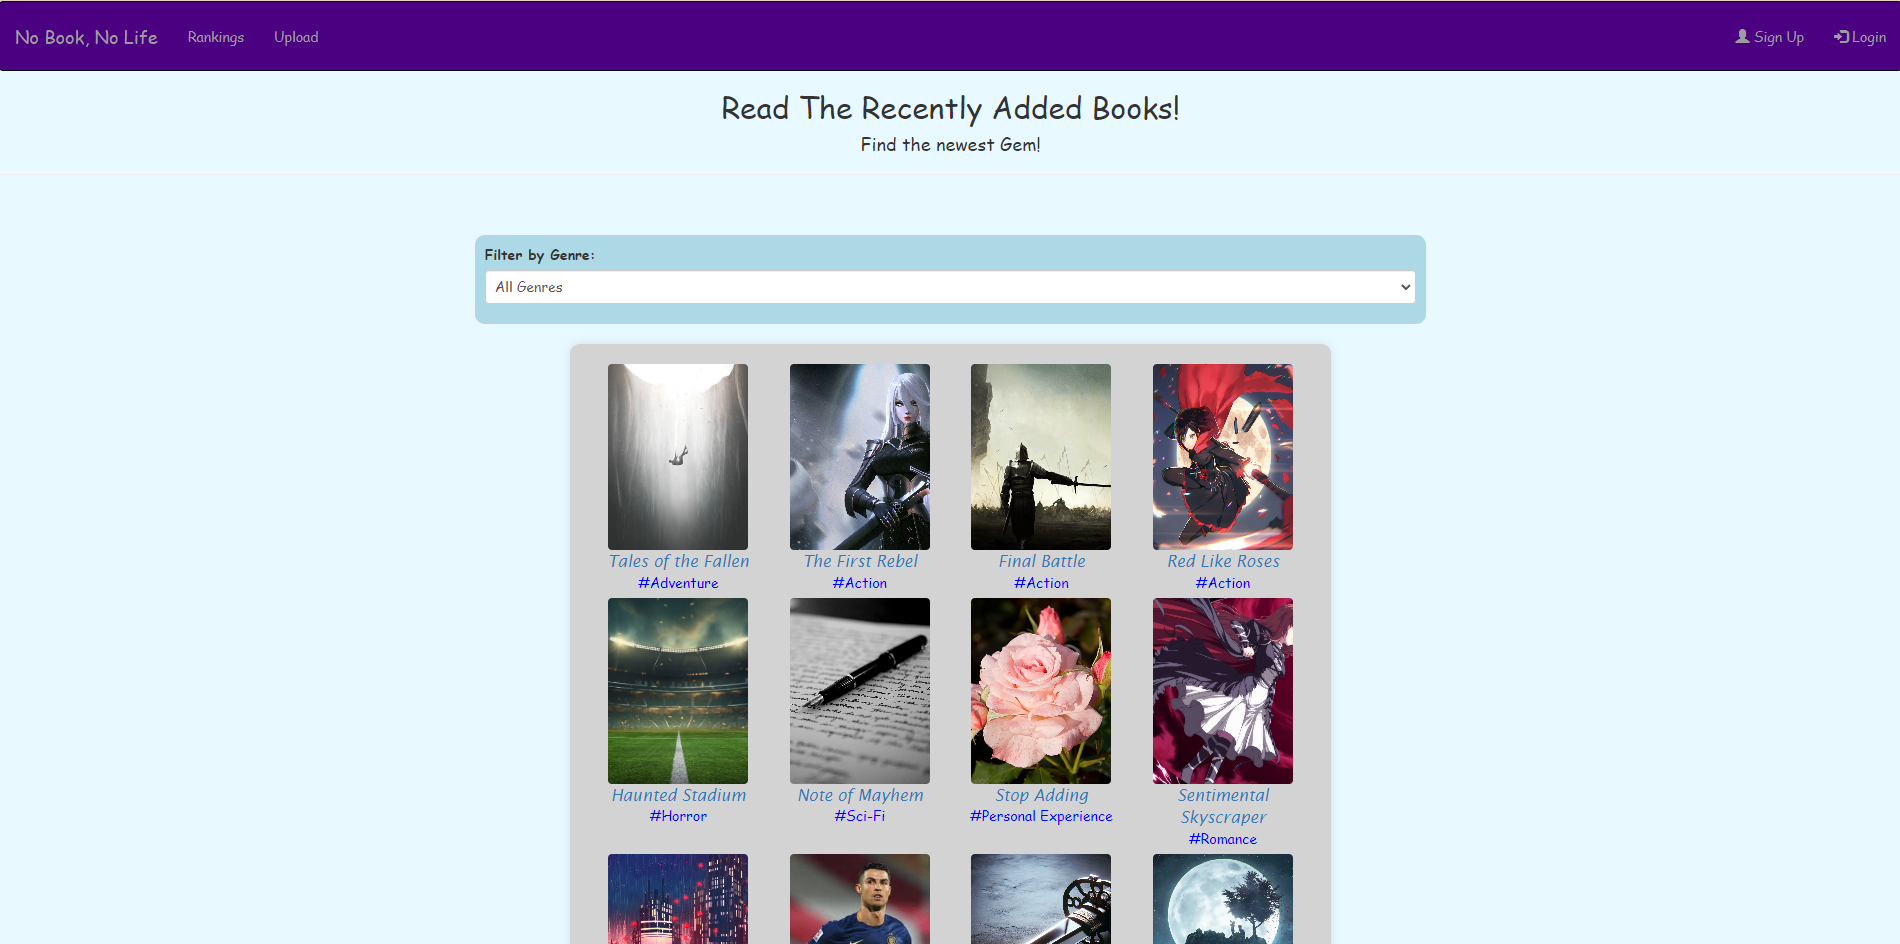 No Book, No Life Rankings Upload Sign Up Login
Read The Recently Added Books!
Find the newest Gem!
Filter by Genre:
All Genres
Tales of the Fallen
#Adventure
The First Rebel
#Action
Final Battle
#Action
Red Like Roses
#Action
Haunted Stadium
#Horror
Note of Mayhem
#Sci-Fi
Stop Adding
#Personal Experience
Sentimental
Skyscraper
#Romance